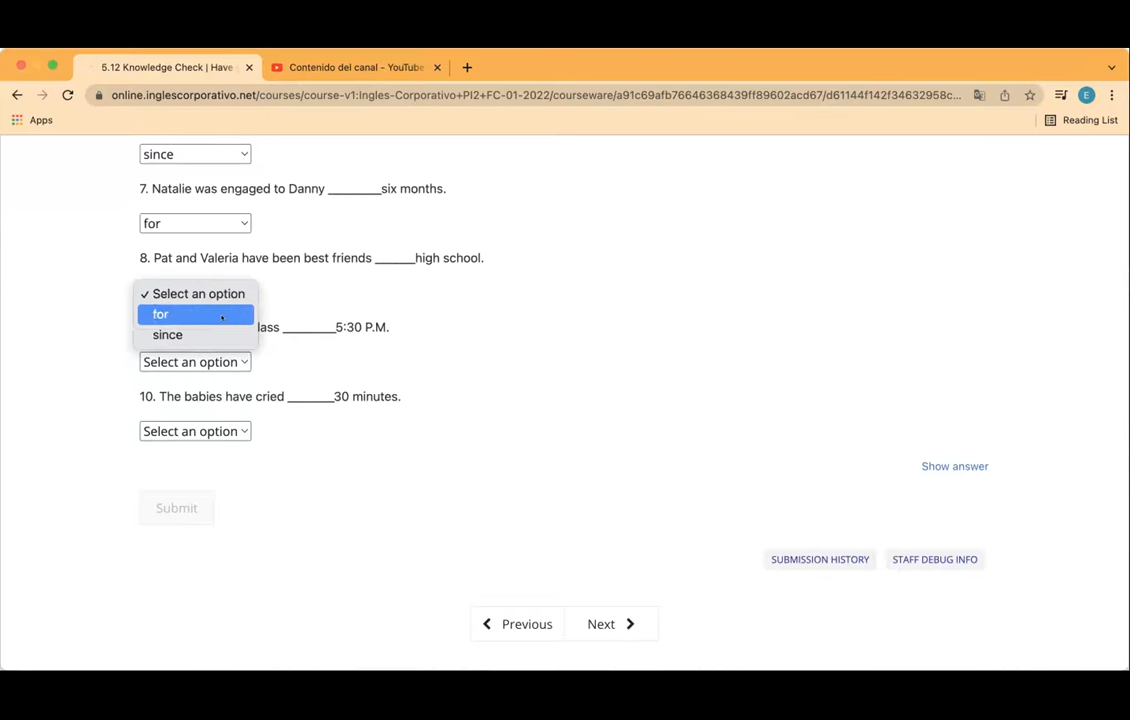 5.12 Knowledge Check | Have
Contenido del canal - YouTube
online.inglescorporativo.net/courses/course-v1:Ingles-Corporativo+PI2+FC-01-2022/courseware/a91c69afb76646368439ff89602acd67/d61144f142f34632958c...
E
Apps
Reading List
since
7. Natalie was engaged to Danny ________six months.
for
8. Pat and Valeria have been best friends ______high school.
✓ Select an option
for
since
lass ________5:30 P.M.
Select an option
10. The babies have cried _______30 minutes.
Select an option
Show answer
Submit
SUBMISSION HISTORY
STAFF DEBUG INFO
Previous
Next